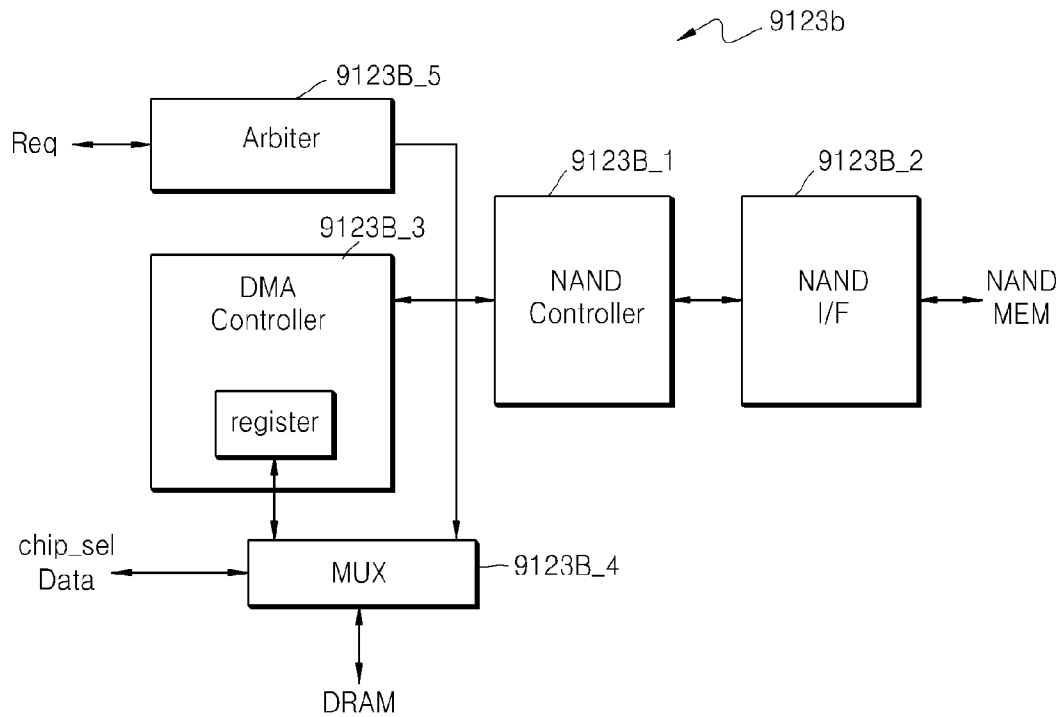 9123b
9123B_5
Arbiter
Req
9123B_1
9123B_2
9123B_3
DMA
Controller
NAND
Controller
NAND
I/F
NAND
MEM
register
chip_sel
Data
MUX
9123B_4
DRAM